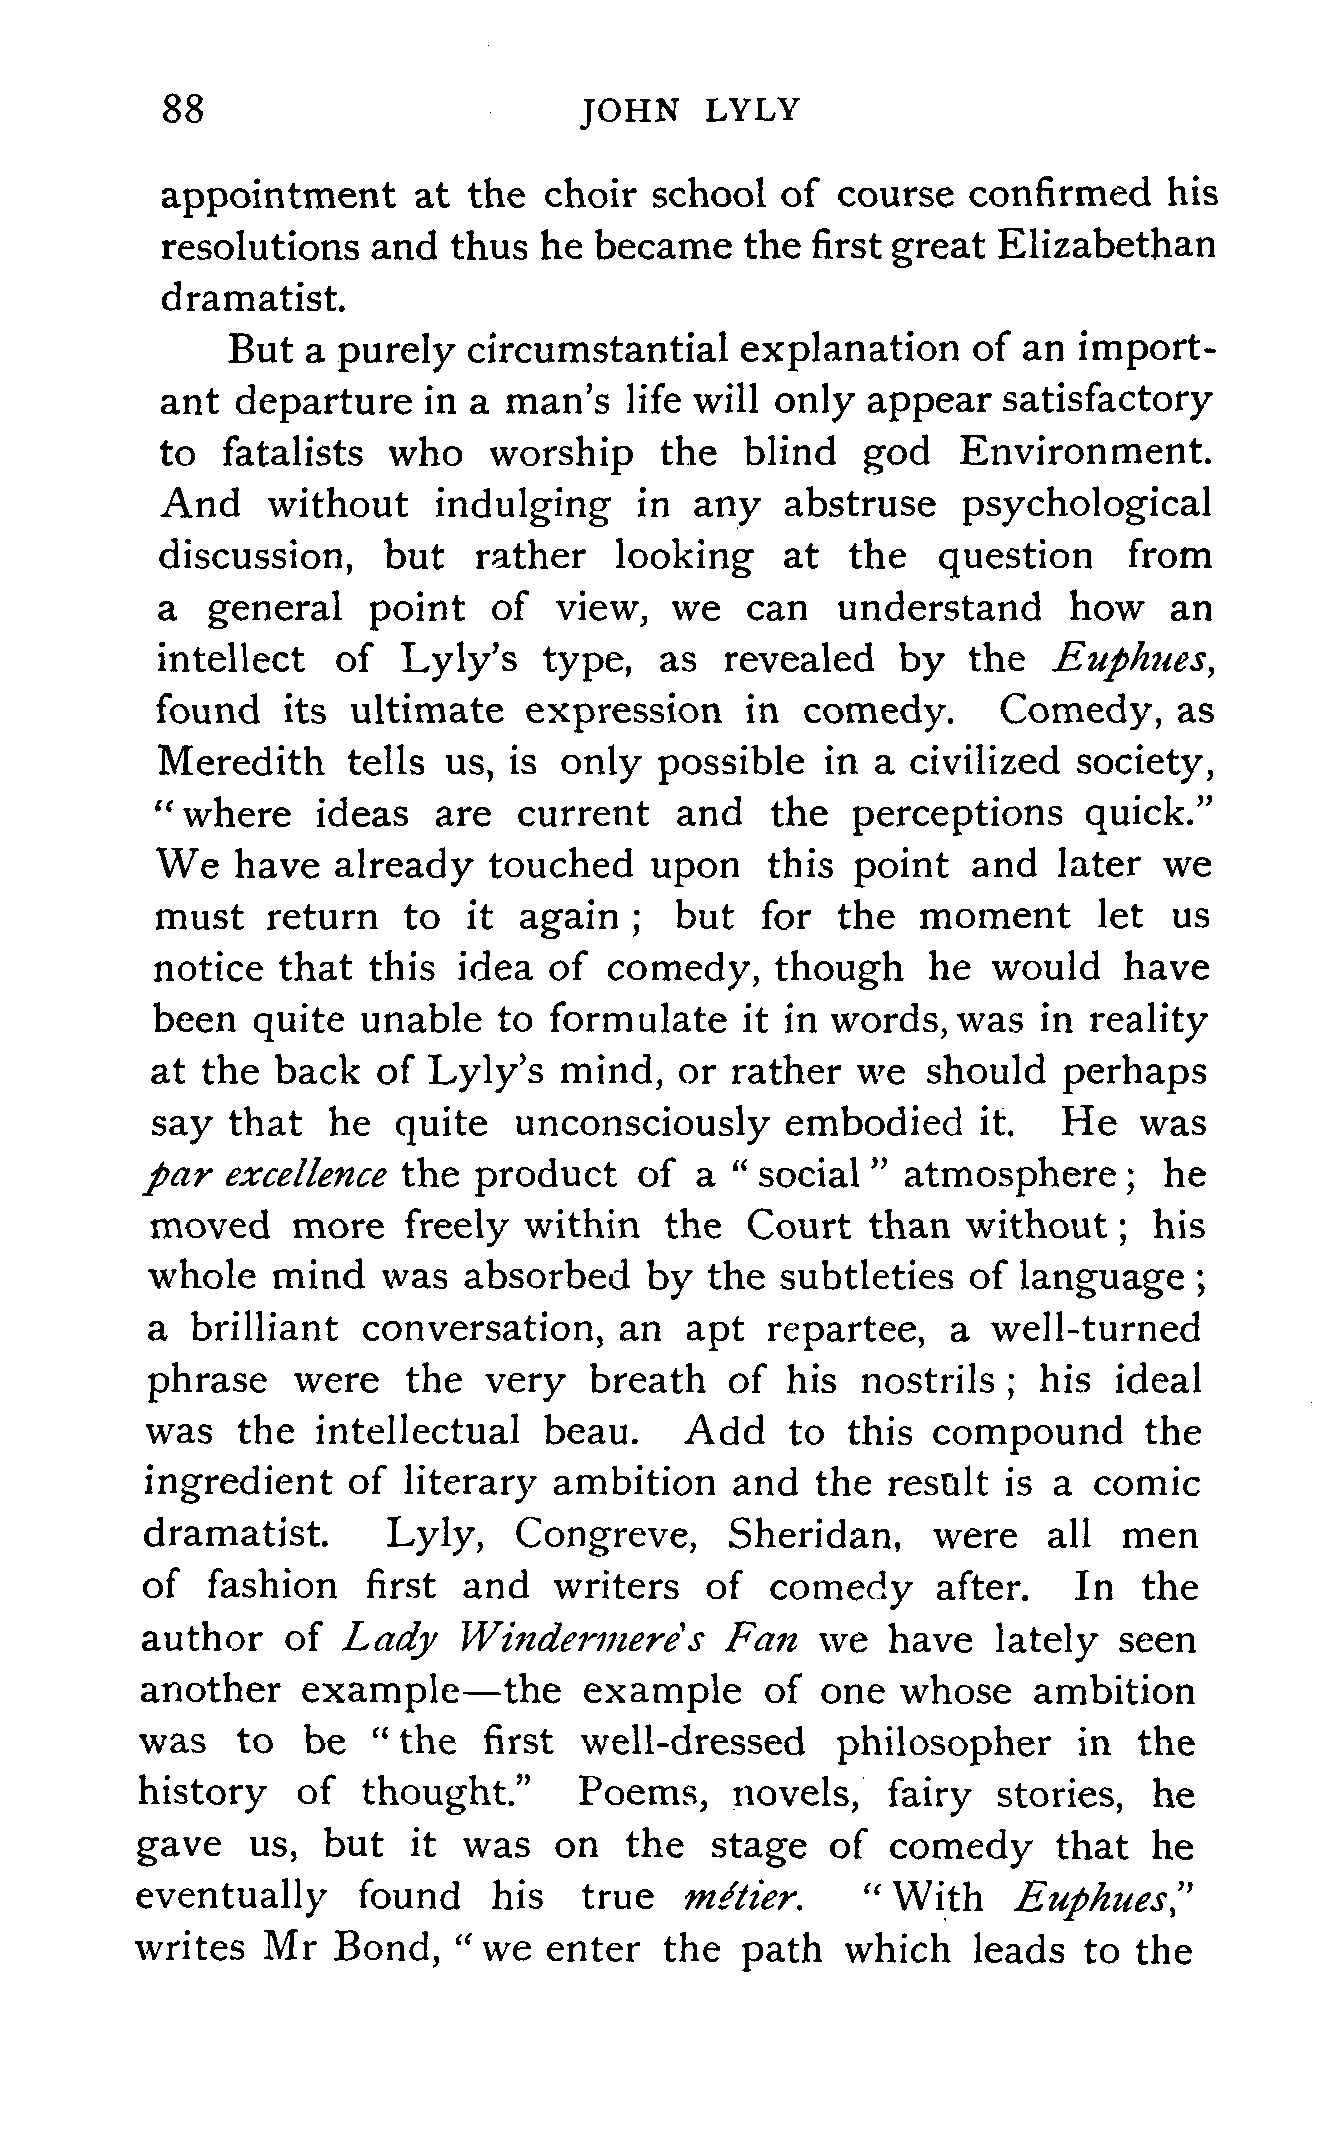 88 JOHN LYLY
appointment at the choir school of course confirmed his
resolutions and thus he became the first great Elizabethan
dramatist.
But a purely circumstantial explanation of an import-
ant departure in a man's life will only appear satisfactory
to fatalists who worship the blind god Environment.
And without indulging in any abstruse psychological
discussion, but rather looking at the question from
a general point of view, we can understand how an
intellect of Lyly's type, as revealed by the Euphues,
found its ultimate expression in comedy. Comedy, as
Meredith tells us, is only possible in a civilized society,
"where ideas are current and the perceptions quick."
We have already touched upon this point and later we
must return to it again; but for the moment let us
notice that this idea of comedy, though he would have
been quite unable to formulate it in words, was in reality
at the back of Lyly's mind, or rather we should perhaps
say that he quite unconsciously embodied it. He was
par excellence the product of a "social" atmosphere; he
moved more freely within the Court than without; his
whole mind was absorbed by the subtleties of language;
a brilliant conversation, an apt repartee, a well-turned
phrase were the very breath of his nostrils; his ideal
was the intellectual beau. Add to this compound the
ingredient of literary ambition and the result is a comic
dramatist. Lyly, Congreve, Sheridan, were all men
of fashion first and writers of comedy after. In the
author of Lady Windermere's Fan we have lately seen
another example—the example of one whose ambition
was to be "the first well-dressed philosopher in the
history of thought." Poems, novels, fairy stories, he
gave us, but it was on the stage of comedy that he
eventually found his true métier. "With Euphues,"
writes Mr Bond, "we enter the path which leads to the